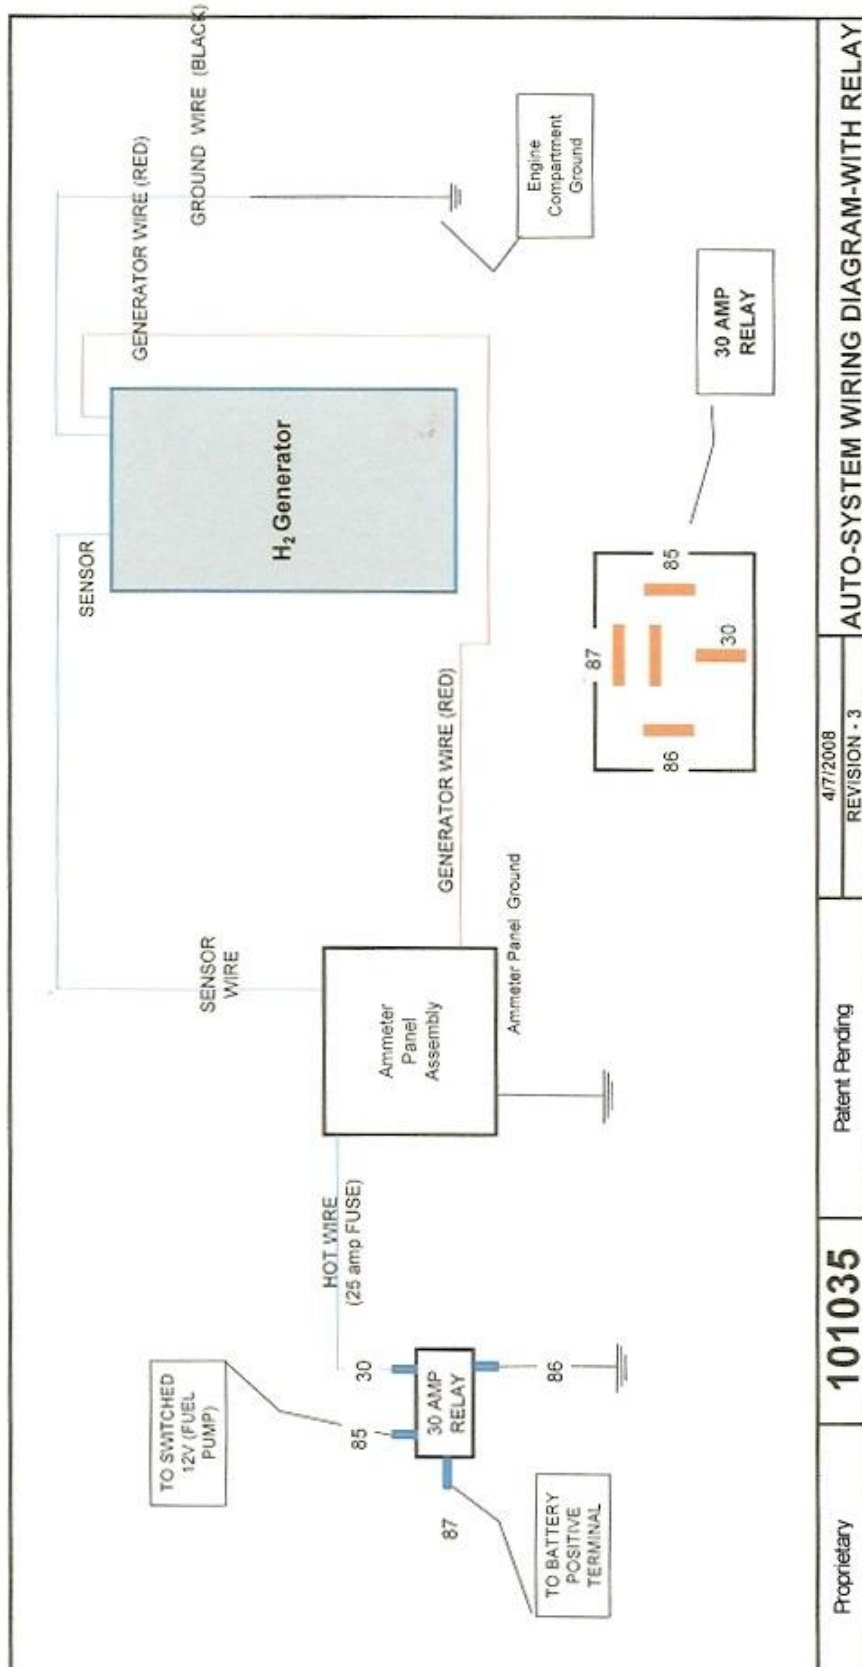 GROUND WIRE (BLACK)
GENERATOR WIRE (RED)
SENSOR
H₂ Generator
Engine
Compartment
Ground
SENSOR
WIRE
GENERATOR WIRE (RED)
Ammeter
Panel
Assembly
Ammeter Panel Ground
HOT WIRE
(25 amp FUSE)
TO SWITCHED
12V (FUEL
PUMP)
85
30
30 AMP
RELAY
87
86
TO BATTERY
POSITIVE
TERMINAL
30 AMP
RELAY
87
86
85
30
Proprietary
101035
Patent Pending
4/7/2008
REVISION - 3
AUTO-SYSTEM WIRING DIAGRAM-WITH RELAY